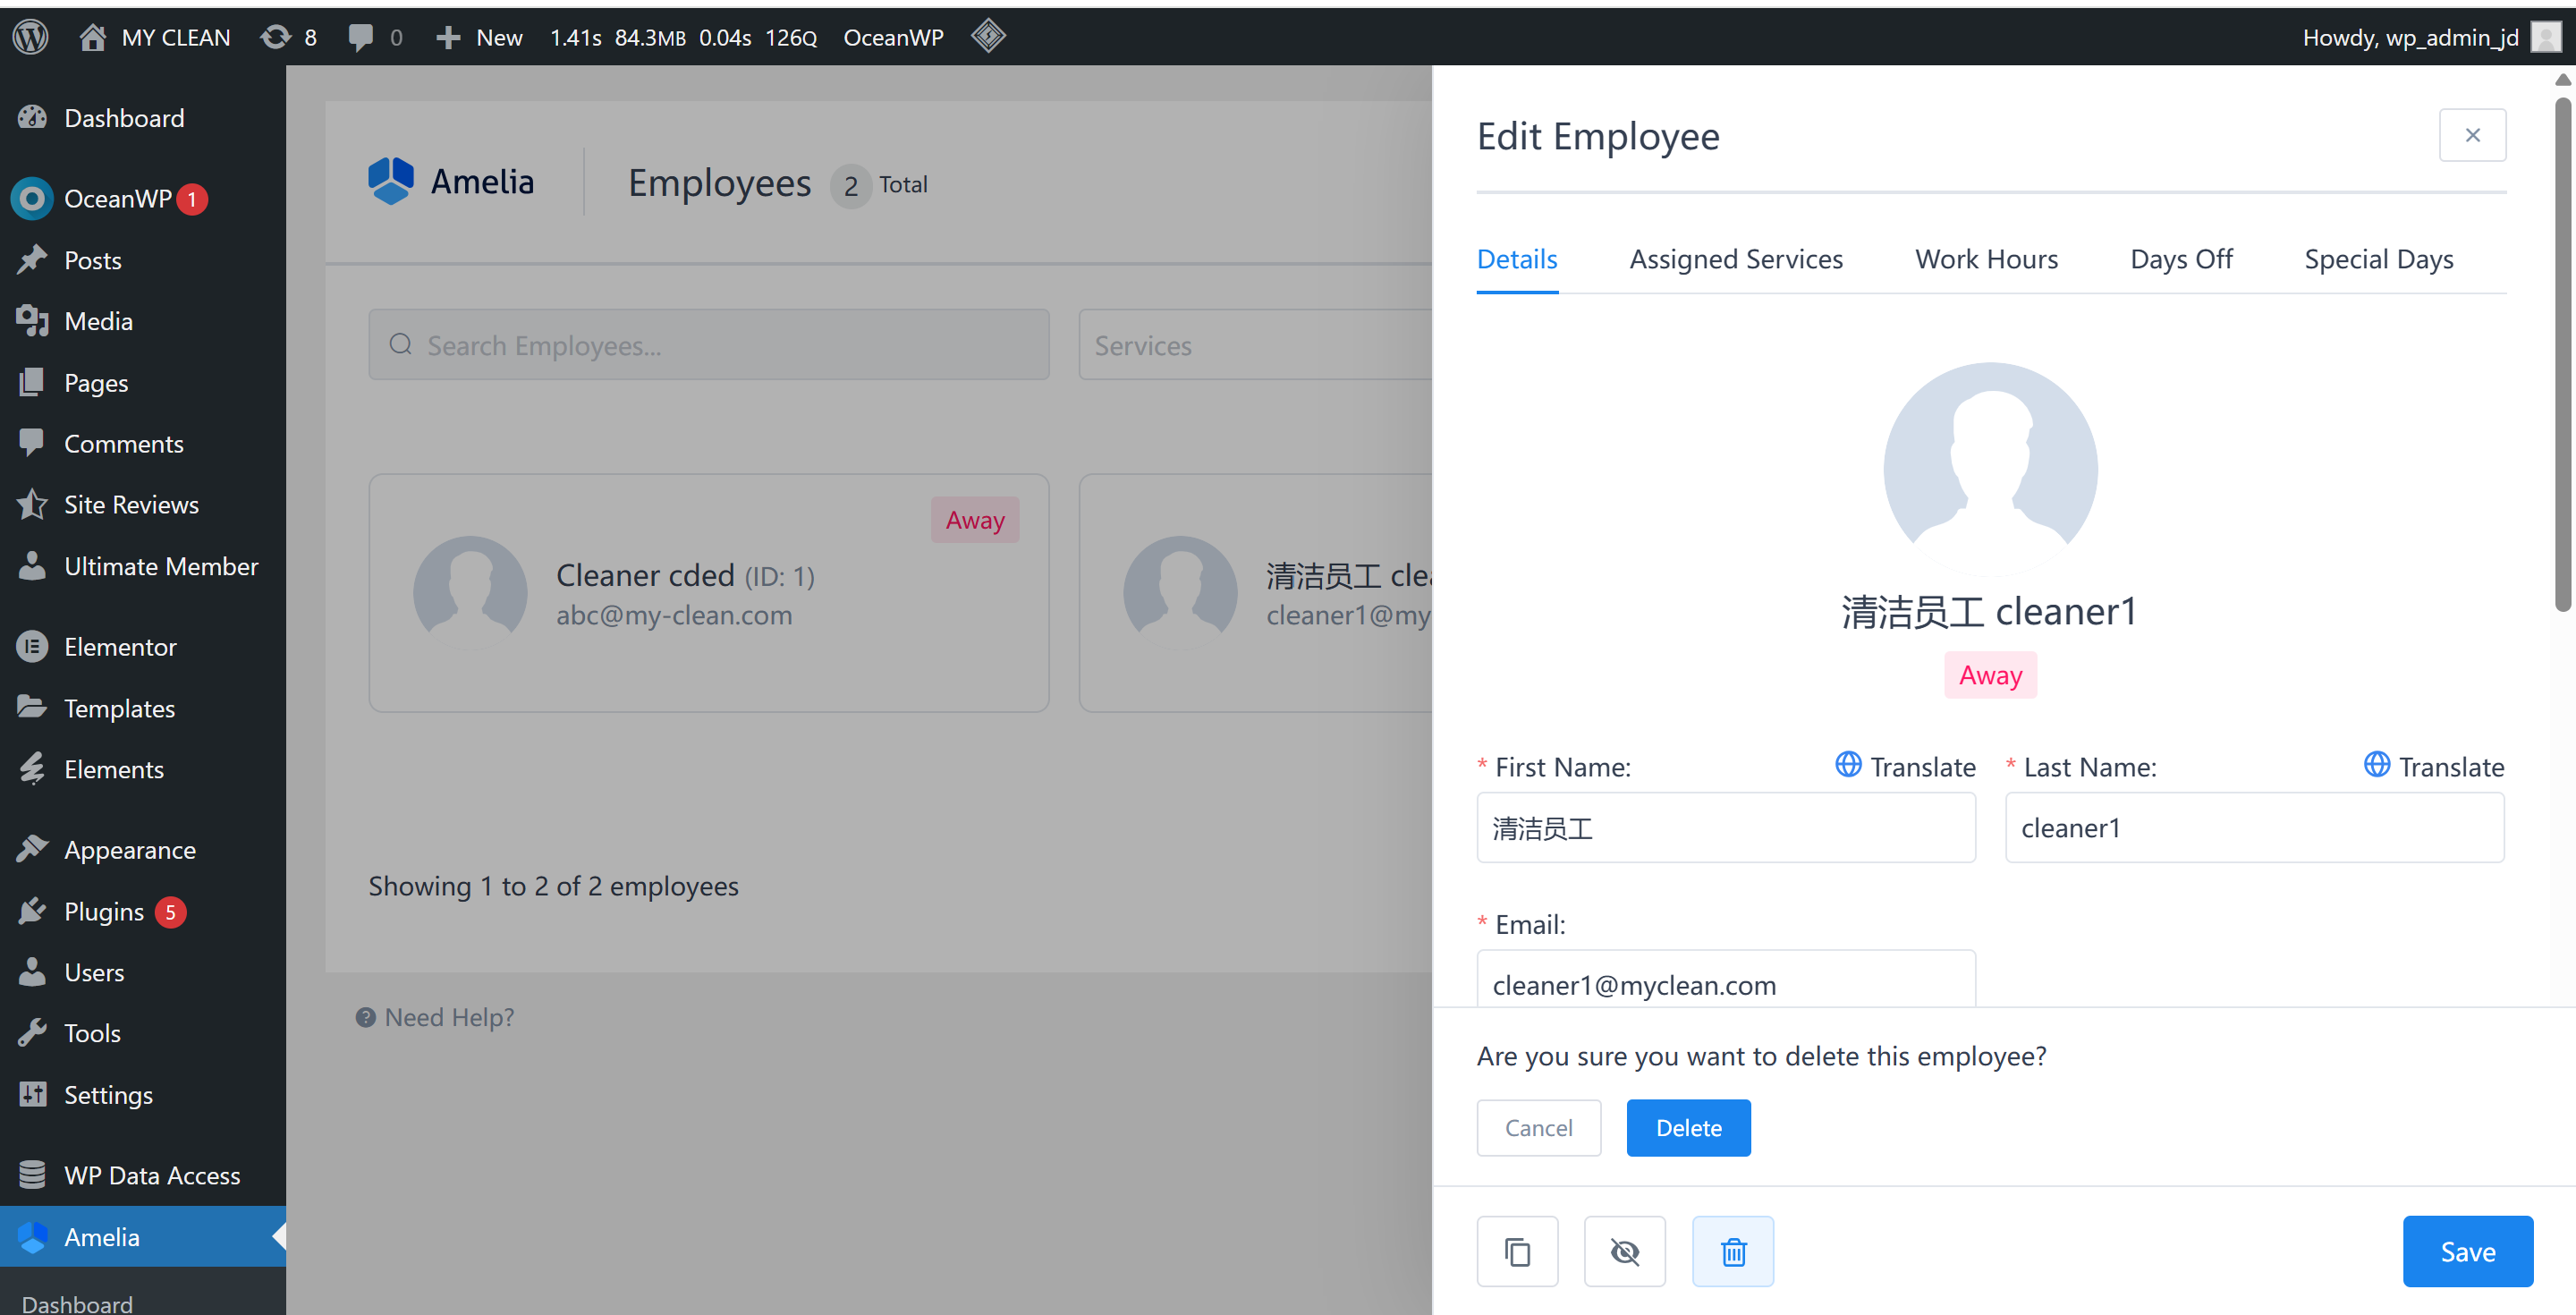 MY CLEAN 8 0 New 1.41s 84.3MB 0.04s 126Q OceanWP Howdy, wp_admin_jd
Dashboard
OceanWP 1
Posts
Media
Pages
Comments
Site Reviews
Ultimate Member
Elementor
Templates
Elements
Appearance
Plugins 5
Users
Tools
Settings
WP Data Access
Amelia
Dashboard
Amelia Employees 2 Total
Search Employees...
Services
Away
Cleaner cded (ID: 1)
abc@my-clean.com
清洁员工 clea
cleaner1@my
Showing 1 to 2 of 2 employees
Need Help?
Edit Employee
Details Assigned Services Work Hours Days Off Special Days
清洁员工 cleaner1
Away
* First Name: Translate * Last Name: Translate
清洁员工 cleaner1
* Email:
cleaner1@myclean.com
Are you sure you want to delete this employee?
Cancel Delete
Save